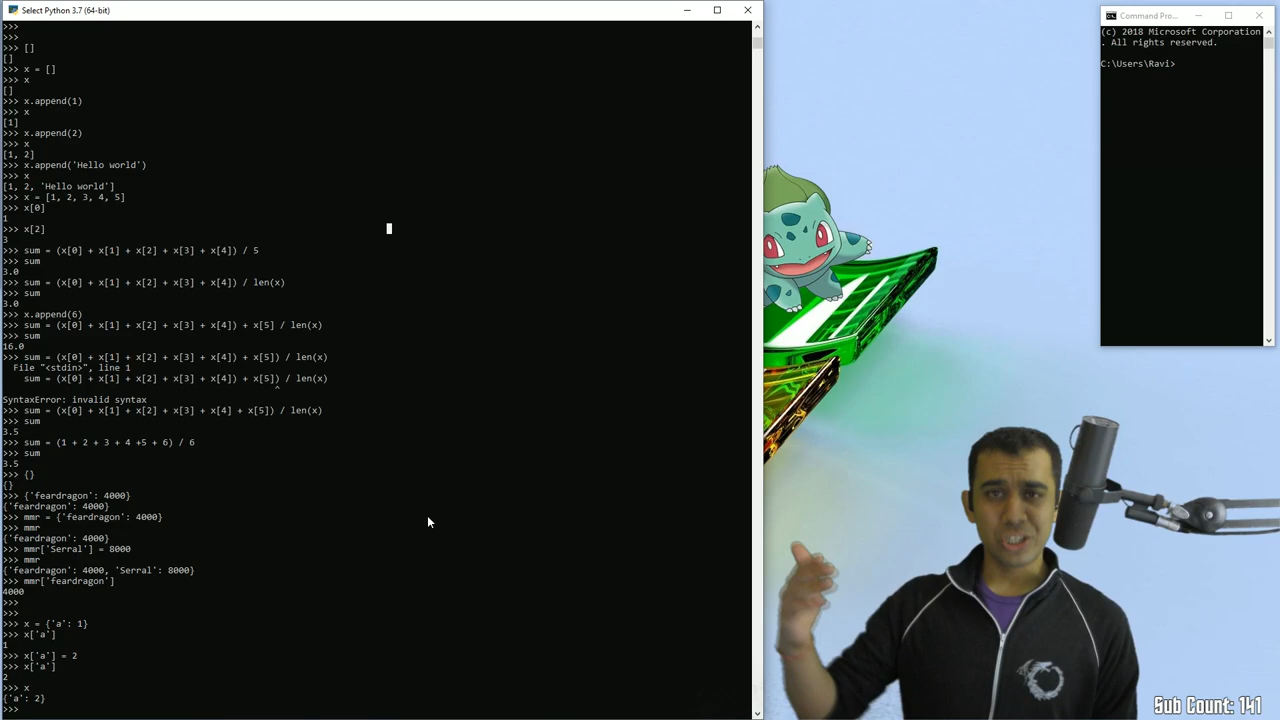 Select Python 3.7 (64-bit)
>>>
>>>
>>> []
[]
>>> x = []
>>> x
[]
>>> x.append(1)
>>> x
[1]
>>> x.append(2)
>>> x
[1, 2]
>>> x.append('Hello world')
>>> x
[1, 2, 'Hello world']
>>> x = [1, 2, 3, 4, 5]
>>> x[0]
1
>>> x[2]
3
>>> sum = (x[0] + x[1] + x[2] + x[3] + x[4]) / 5
>>> sum
3.0
>>> sum = (x[0] + x[1] + x[2] + x[3] + x[4]) / len(x)
>>> sum
3.0
>>> x.append(6)
>>> sum = (x[0] + x[1] + x[2] + x[3] + x[4]) + x[5] / len(x)
>>> sum
16.0
>>> sum = (x[0] + x[1] + x[2] + x[3] + x[4]) + x[5]) / len(x)
  File "<stdin>", line 1
    sum = (x[0] + x[1] + x[2] + x[3] + x[4]) + x[5]) / len(x)
                                                   ^
SyntaxError: invalid syntax
>>> sum = (x[0] + x[1] + x[2] + x[3] + x[4] + x[5]) / len(x)
>>> sum
3.5
>>> sum = (1 + 2 + 3 + 4 +5 + 6) / 6
>>> sum
3.5
>>> {}
{}
>>> {'feardragon': 4000}
{'feardragon': 4000}
>>> mmr = {'feardragon': 4000}
>>> mmr
{'feardragon': 4000}
>>> mmr['Serral'] = 8000
>>> mmr
{'feardragon': 4000, 'Serral': 8000}
>>> mmr['feardragon']
4000
>>>
>>>
>>> x = {'a': 1}
>>> x['a']
1
>>> x['a'] = 2
>>> x['a']
2
>>> x
{'a': 2}
>>>
Command Pro...
(c) 2018 Microsoft Corporation
. All rights reserved.
C:\Users\Ravi>
Sub Count: 141